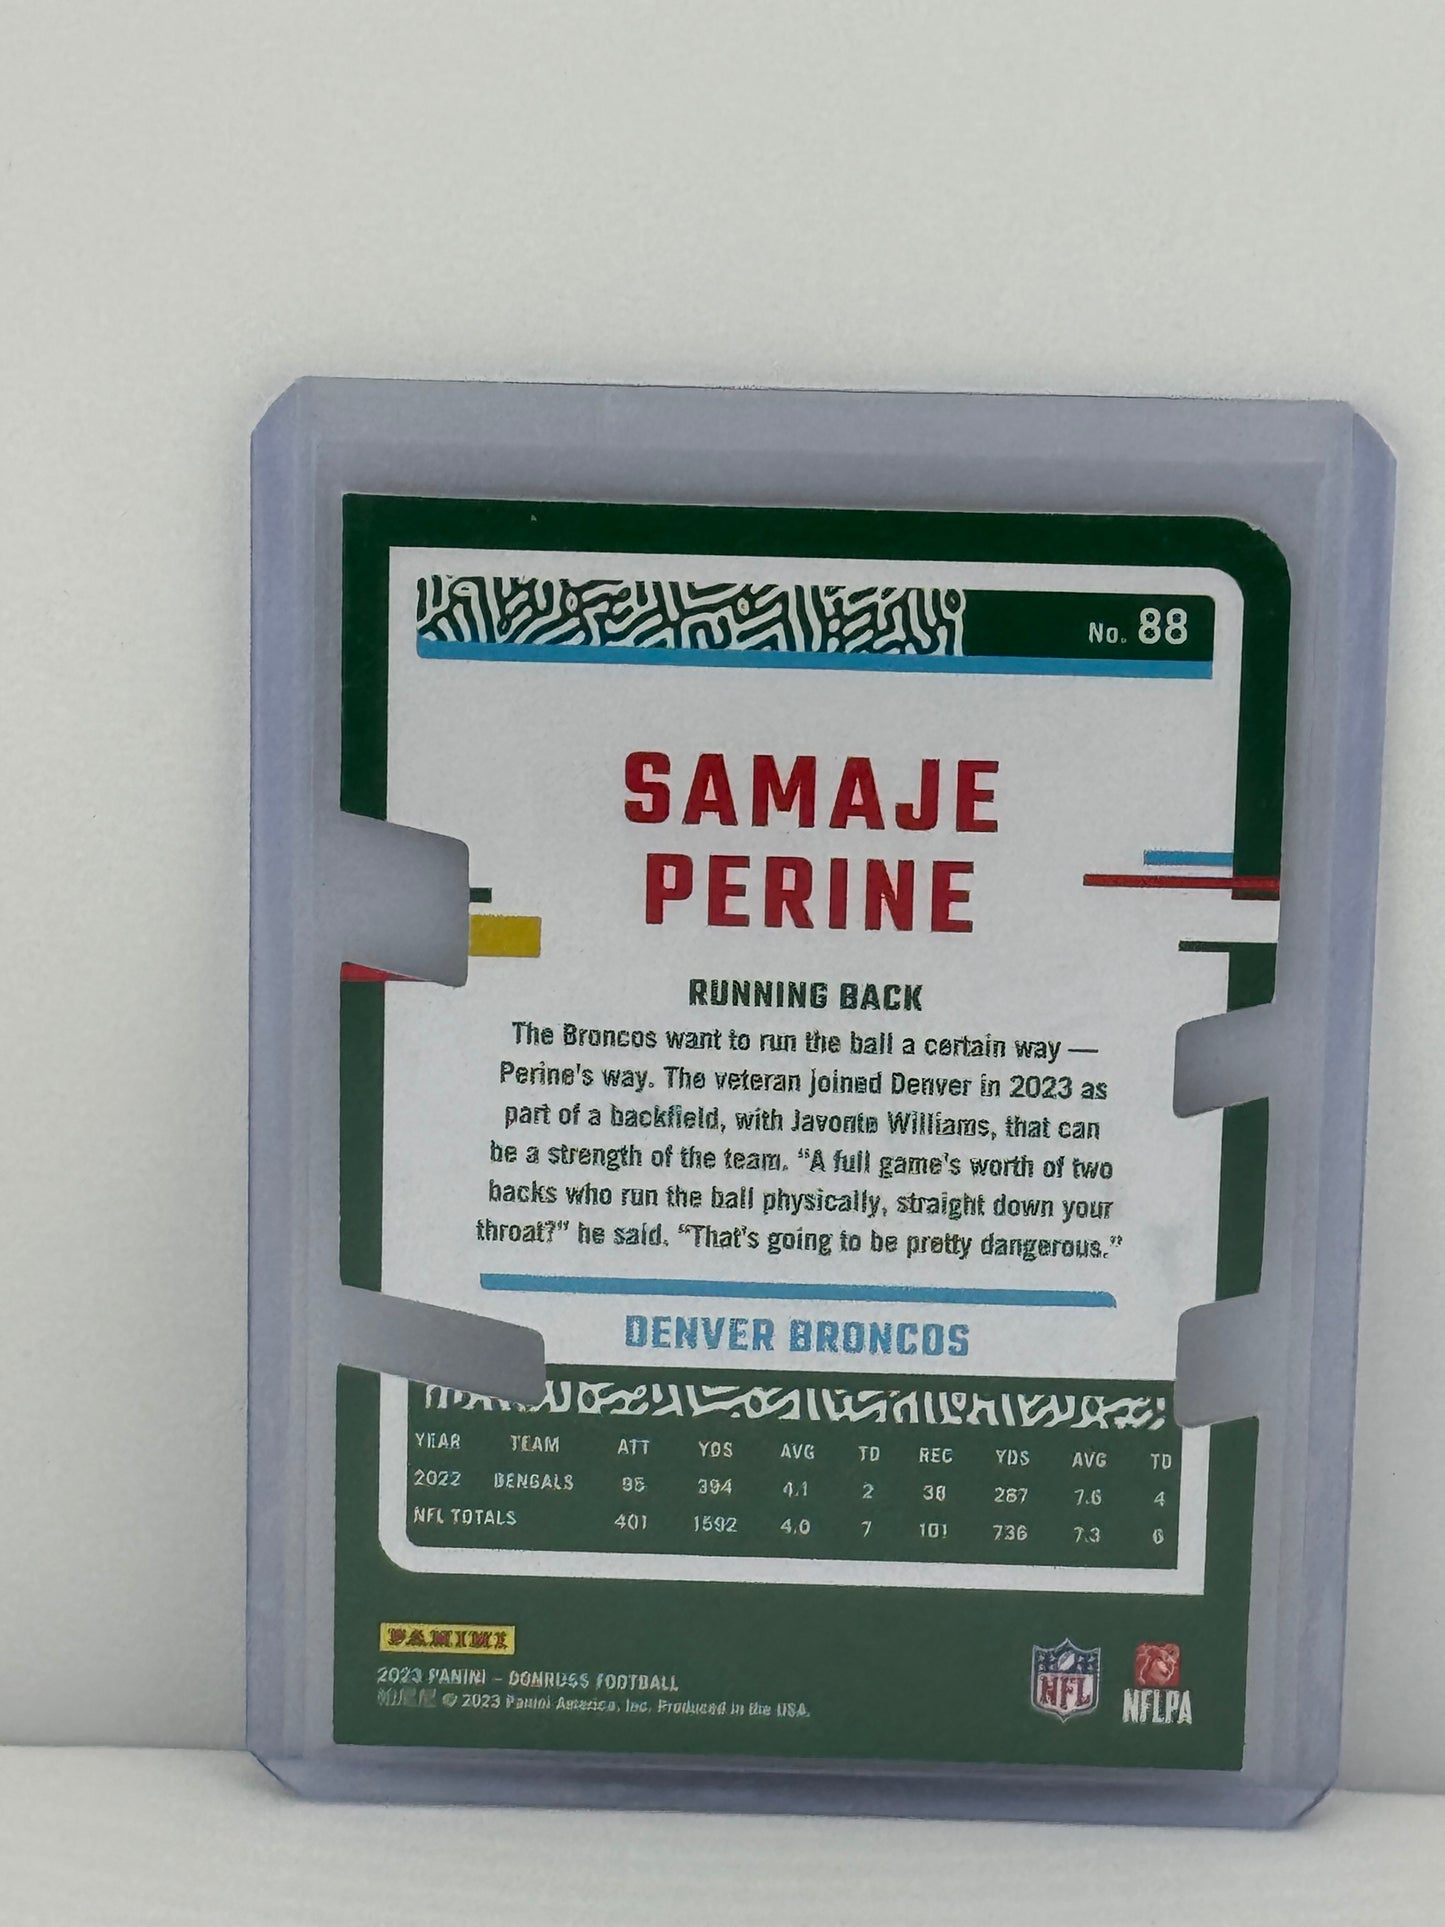 No. 88
SAMAJE
PERINE
RUNNING BACK
The Broncos want to run the ball a certain way —
Perine's way. The veteran joined Denver in 2023 as
part of a backfield, with Javonte Williams, that can
be a strength of the team. “A full game's worth of two
backs who run the ball physically, straight down your
throat?” he said. “That's going to be pretty dangerous.”
DENVER BRONCOS
YEAR TEAM ATT YDS AVG TD REC YDS AVG TD
2022 BENGALS 95 394 4.1 2 38 287 7.6 4
NFL TOTALS 401 1592 4.0 7 101 736 7.3 6
PANINI
2023 PANINI – DONRUSS FOOTBALL
© 2023 Panini America, Inc. Produced in the USA.
NFL
NFLPA